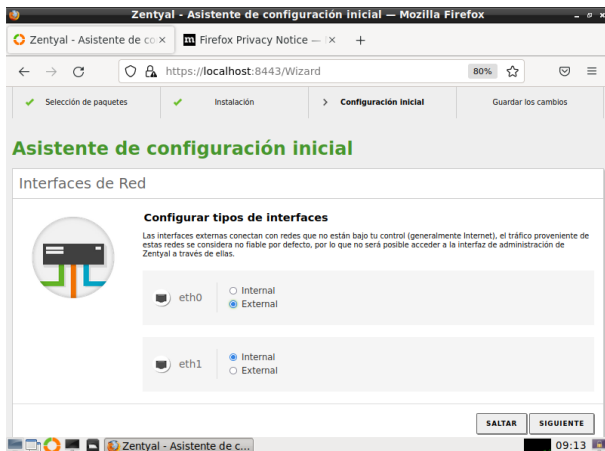 Zentyal - Asistente de configuración inicial — Mozilla Firefox
Zentyal - Asistente de co
Firefox Privacy Notice —
https://localhost:8443/Wizard
80%
Selección de paquetes
Instalación
Configuración inicial
Guardar los cambios
Asistente de configuración inicial
Interfaces de Red
Configurar tipos de interfaces
Las interfaces externas conectan con redes que no están bajo tu control (generalmente Internet), el tráfico proveniente de
estas redes se considera no fiable por defecto, por lo que no será posible acceder a la interfaz de administración de
Zentyal a través de ellas.
eth0
Internal
External
eth1
Internal
External
SALTAR
SIGUIENTE
Zentyal - Asistente de c...
09:13